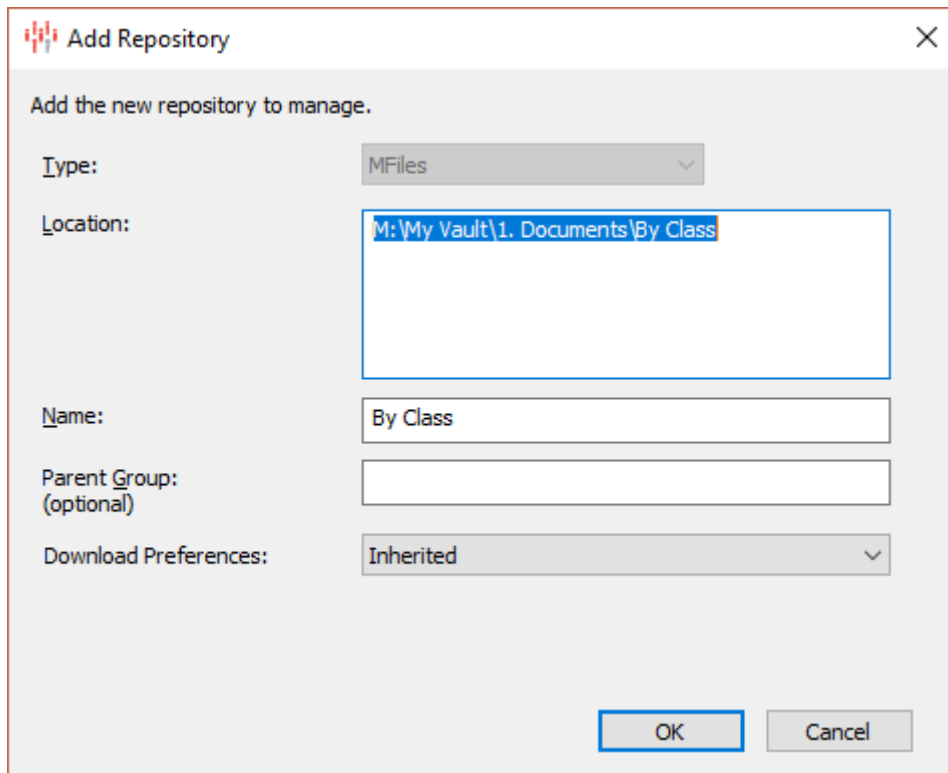 Add Repository
Add the new repository to manage.
Type:
MFiles
Location:
M:\My Vault\1. Documents\By Class
Name:
By Class
Parent Group:
(optional)
Download Preferences:
Inherited
OK
Cancel